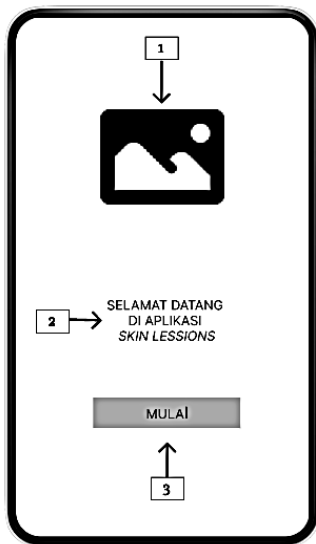 1
2
SELAMAT DATANG
DI APLIKASI
SKIN LESSIONS
MULAI
3